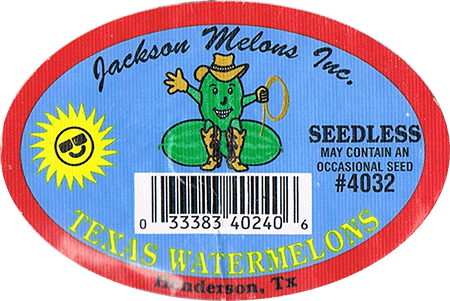 Jackson Melons Inc.
SEEDLESS
MAY CONTAIN AN
OCCASIONAL SEED
#4032
0 33383 40240 6
TEXAS WATERMELONS
Henderson, Tx